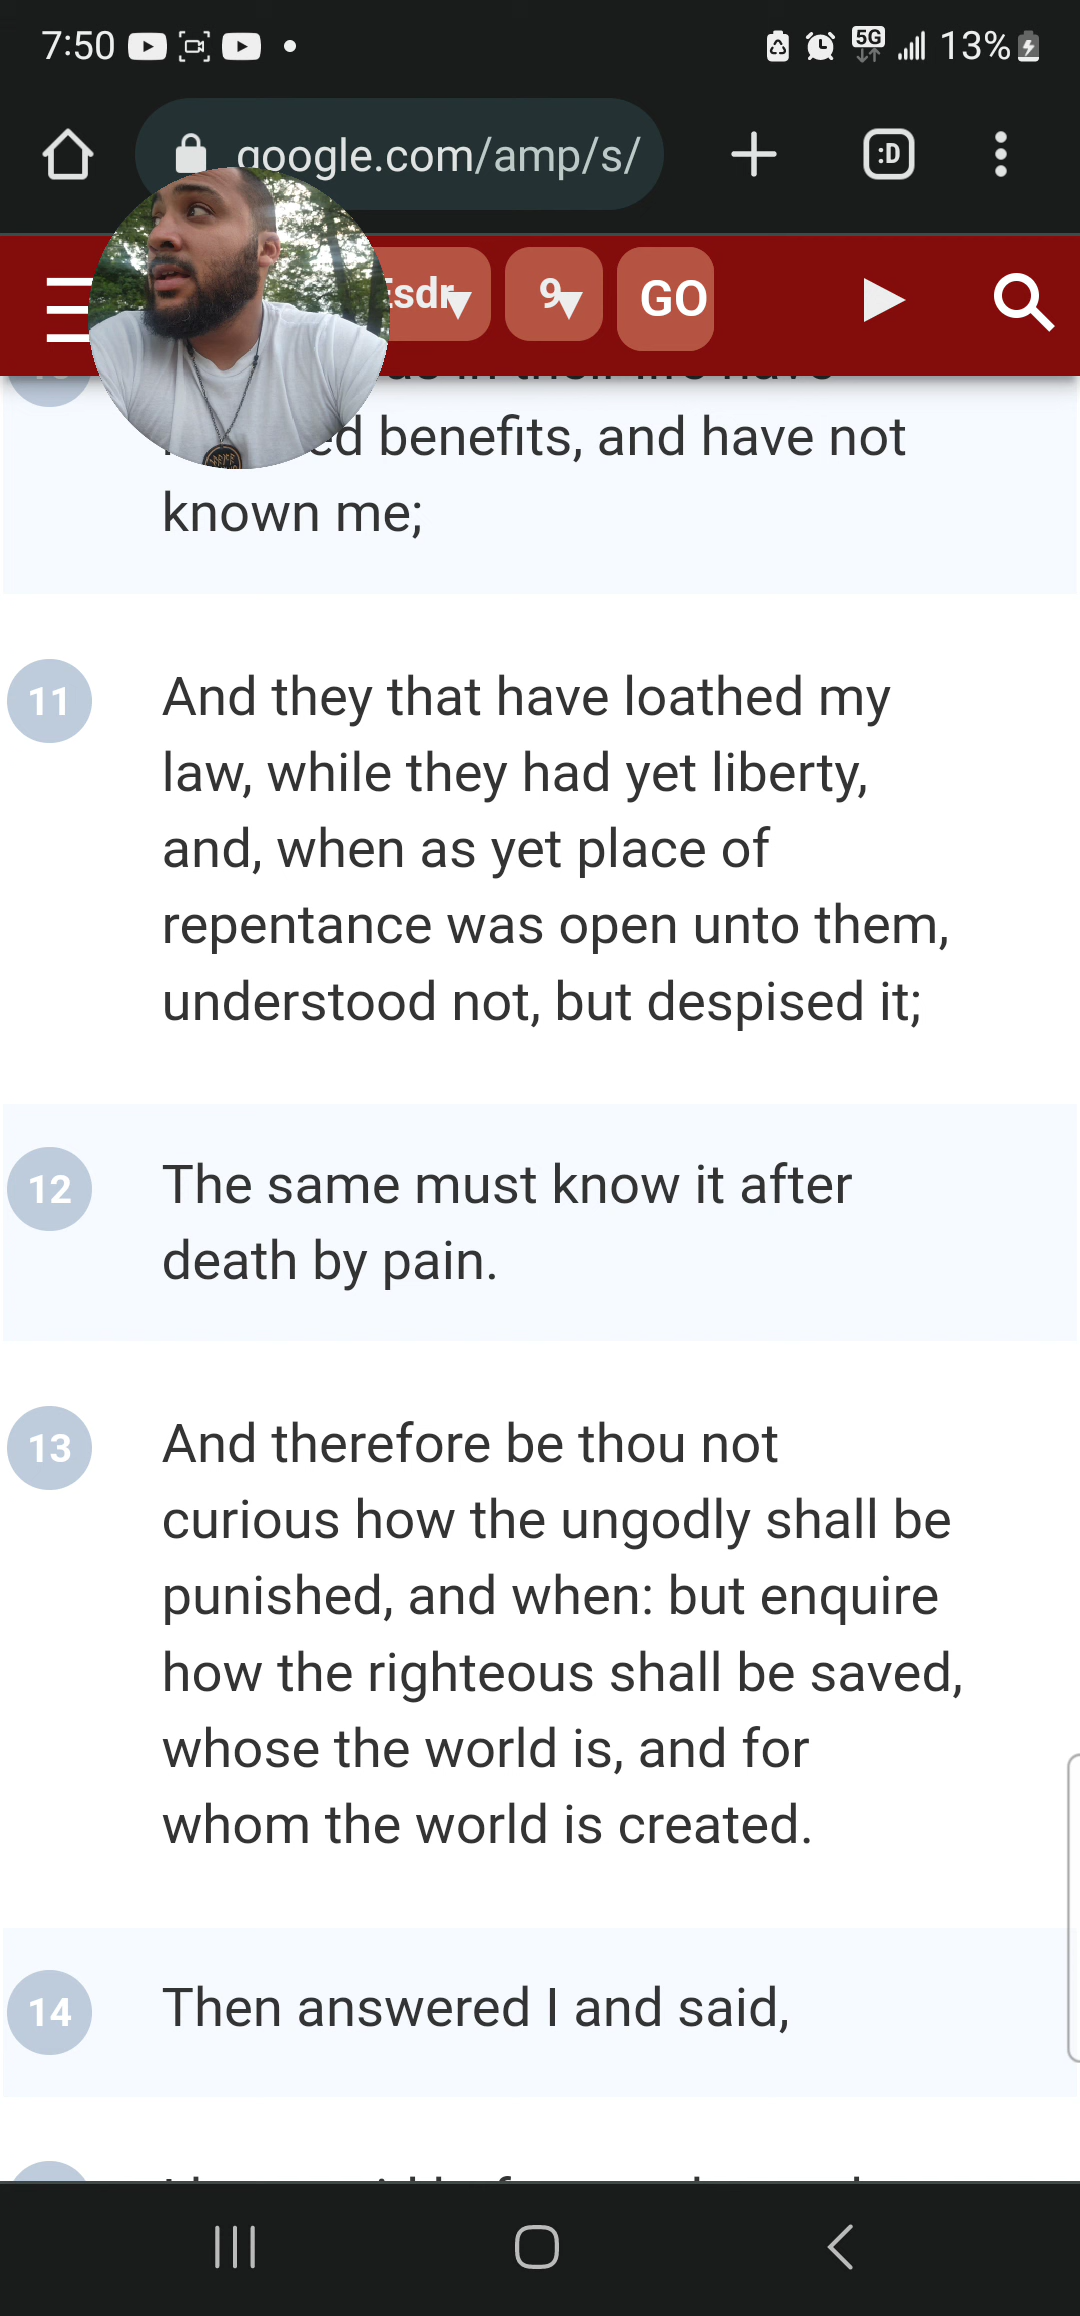 7:50 5G 13%
google.com/amp/s/ :D
9 GO
benefits, and have not
known me;
11 And they that have loathed my
law, while they had yet liberty,
and, when as yet place of
repentance was open unto them,
understood not, but despised it;
12 The same must know it after
death by pain.
13 And therefore be thou not
curious how the ungodly shall be
punished, and when: but enquire
how the righteous shall be saved,
whose the world is, and for
whom the world is created.
14 Then answered I and said,